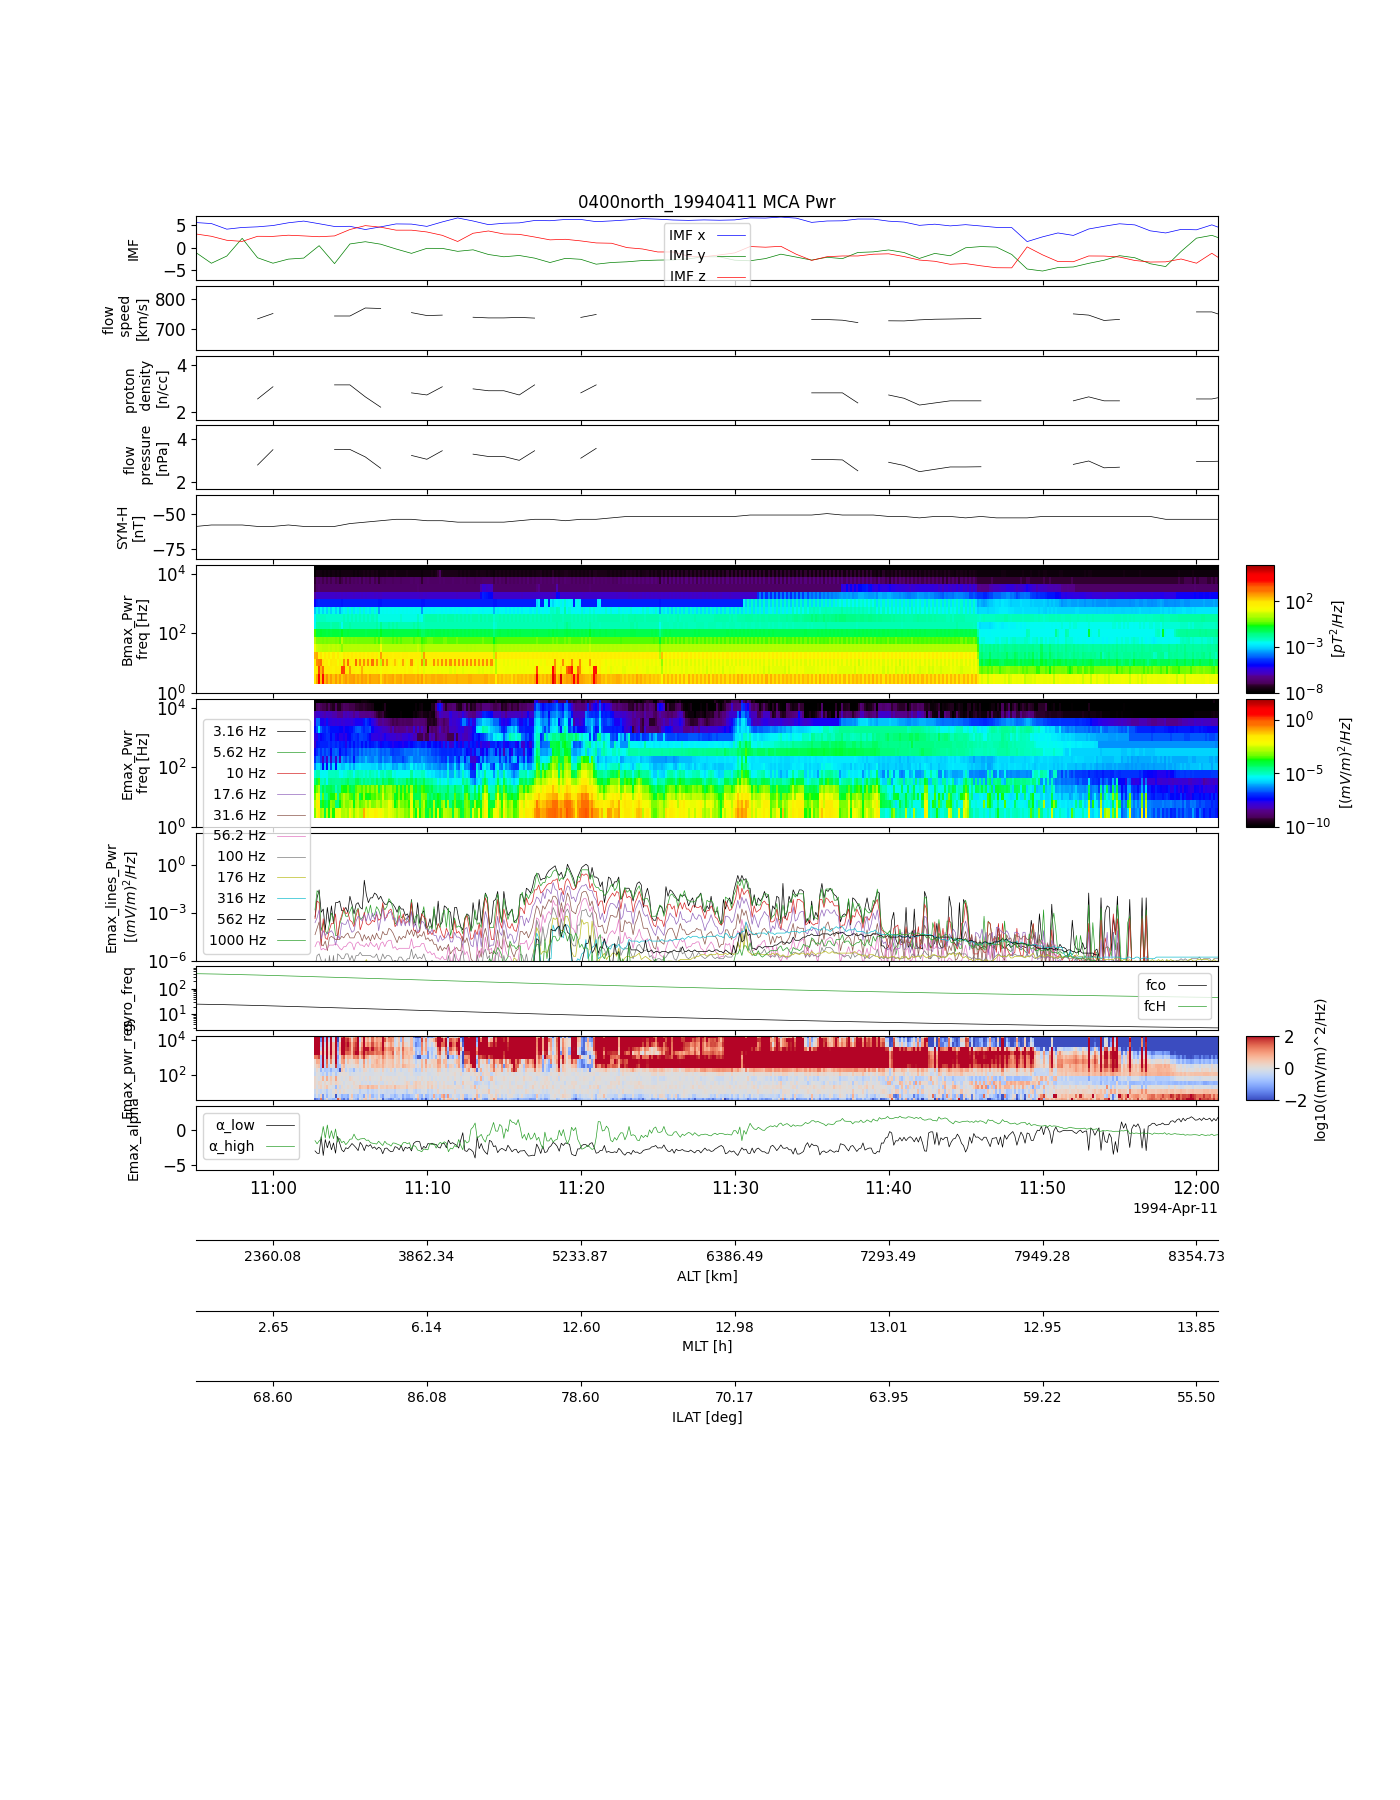 0400north_19940411 MCA Pwr
IMF
5
0
−5
IMF x
IMF y
IMF z
flow
speed
[km/s]
800
700
proton
density
[n/cc]
4
2
flow
pressure
[nPa]
4
2
SYM-H
[nT]
−50
−75
Bmax_Pwr
freq [Hz]
10^4
10^2
10^0
10^2
10^−3
10^−8
[pT^2/Hz]
Emax_Pwr
freq [Hz]
10^4
10^2
10^0
10^0
10^−5
10^−10
[(mV/m)^2/Hz]
3.16 Hz
5.62 Hz
10 Hz
17.6 Hz
31.6 Hz
56.2 Hz
100 Hz
176 Hz
316 Hz
562 Hz
1000 Hz
Emax_lines_Pwr
[(mV/m)^2/Hz]
10^0
10^−3
10^−6
gyro_freq
10^2
10^1
fco
fcH
Emax_pwr_reg
10^4
10^2
2
0
−2
log10((mV/m)^2/Hz)
Emax_alpha
0
−5
α_low
α_high
11:00 11:10 11:20 11:30 11:40 11:50 12:00
1994-Apr-11
2360.08 3862.34 5233.87 6386.49 7293.49 7949.28 8354.73
ALT [km]
2.65 6.14 12.60 12.98 13.01 12.95 13.85
MLT [h]
68.60 86.08 78.60 70.17 63.95 59.22 55.50
ILAT [deg]